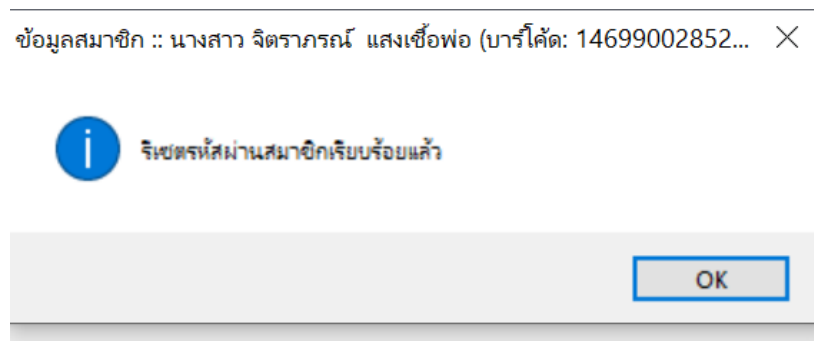 ข้อมูลสมาชิก :: นางสาว จิตราภรณ์ แสงเชื้อพ่อ (บาร์โค้ด: 14699002852...
รีเซตรหัสผ่านสมาชิกเรียบร้อยแล้ว
OK